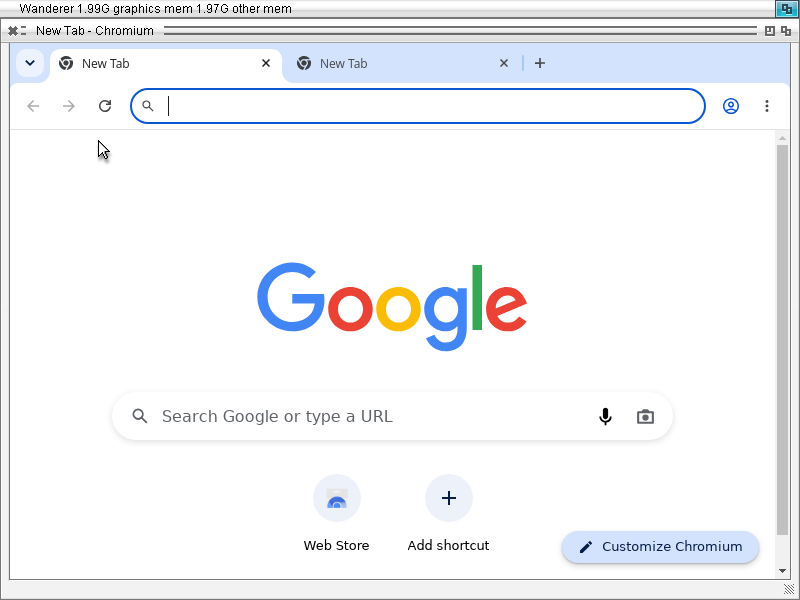 Wanderer 1.99G graphics mem 1.97G other mem
New Tab - Chromium
New Tab New Tab
Google
Search Google or type a URL
Web Store Add shortcut
Customize Chromium